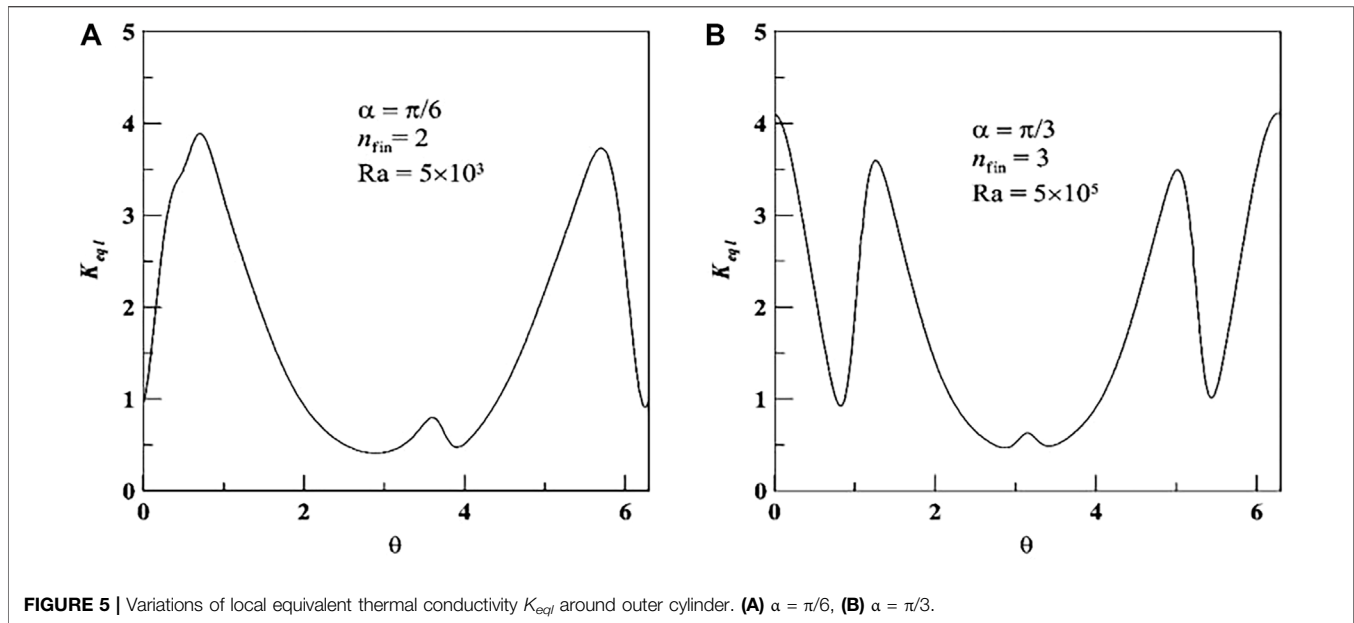 A
5
4
3
2
1
0
K_eql
α = π/6
n_fin = 2
Ra = 5×10³
0
2
4
6
θ
B
5
4
3
2
1
0
K_eql
α = π/3
n_fin = 3
Ra = 5×10⁵
0
2
4
6
θ
FIGURE 5 | Variations of local equivalent thermal conductivity K_eql around outer cylinder. (A) α = π/6, (B) α = π/3.